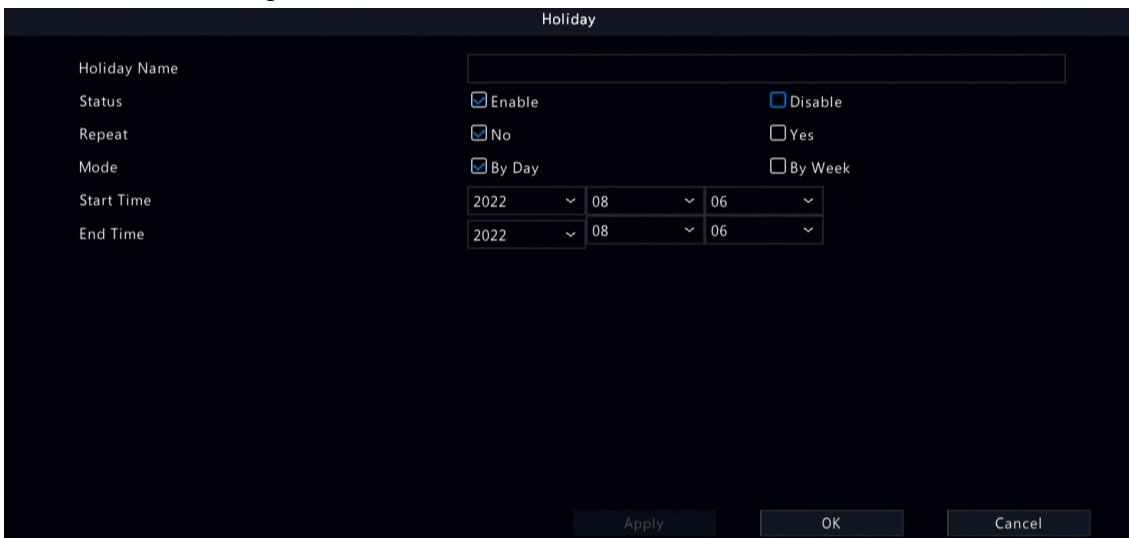 Holiday
Holiday Name
Status Enable Disable
Repeat No Yes
Mode By Day By Week
Start Time 2022 08 06
End Time 2022 08 06
Apply OK Cancel